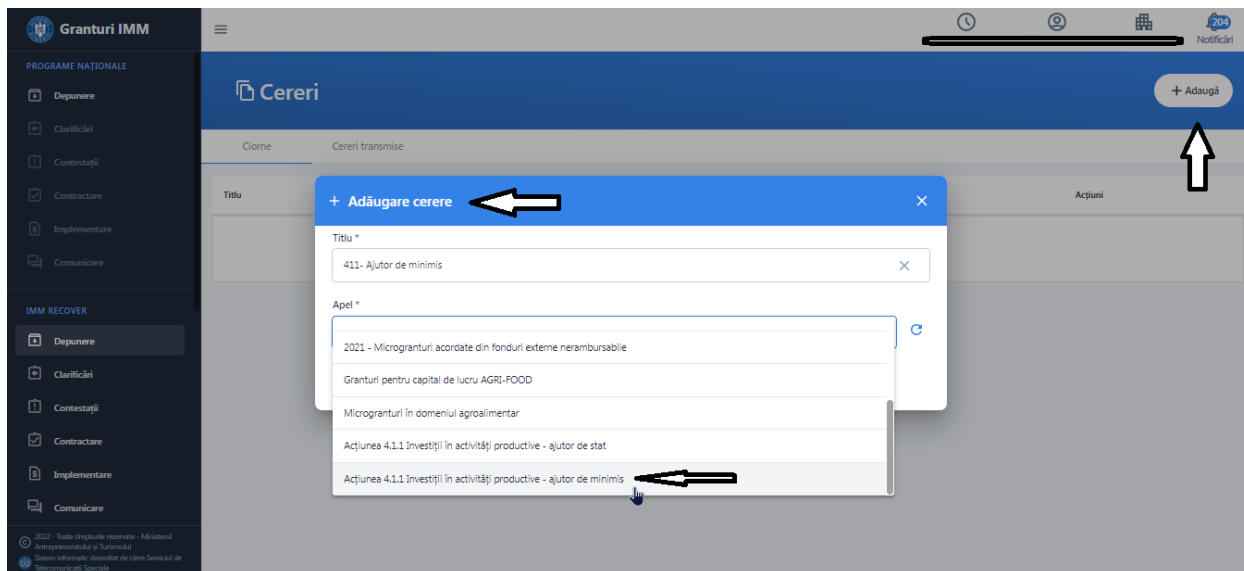 Granturi IMM
204
Notificări
PROGRAME NAȚIONALE
Depunere
Clarificări
Contestații
Contractare
Implementare
Comunicare
IMM RECOVER
Depunere
Clarificări
Contestații
Contractare
Implementare
Comunicare
2022 - Toate drepturile rezervate - Ministerul
Antreprenoriatului și Turismului
Sistem informatic dezvoltat de către Serviciul de
Telecomunicații Speciale
Cereri
+ Adaugă
Ciorne
Cereri transmise
Titlu
Acțiuni
+ Adăugare cerere
Titlu *
411- Ajutor de minimis
Apel *
2021 - Microgranturi acordate din fonduri externe nerambursabile
Granturi pentru capital de lucru AGRI-FOOD
Microgranturi în domeniul agroalimentar
Acțiunea 4.1.1 Investiții în activități productive - ajutor de stat
Acțiunea 4.1.1 Investiții în activități productive - ajutor de minimis